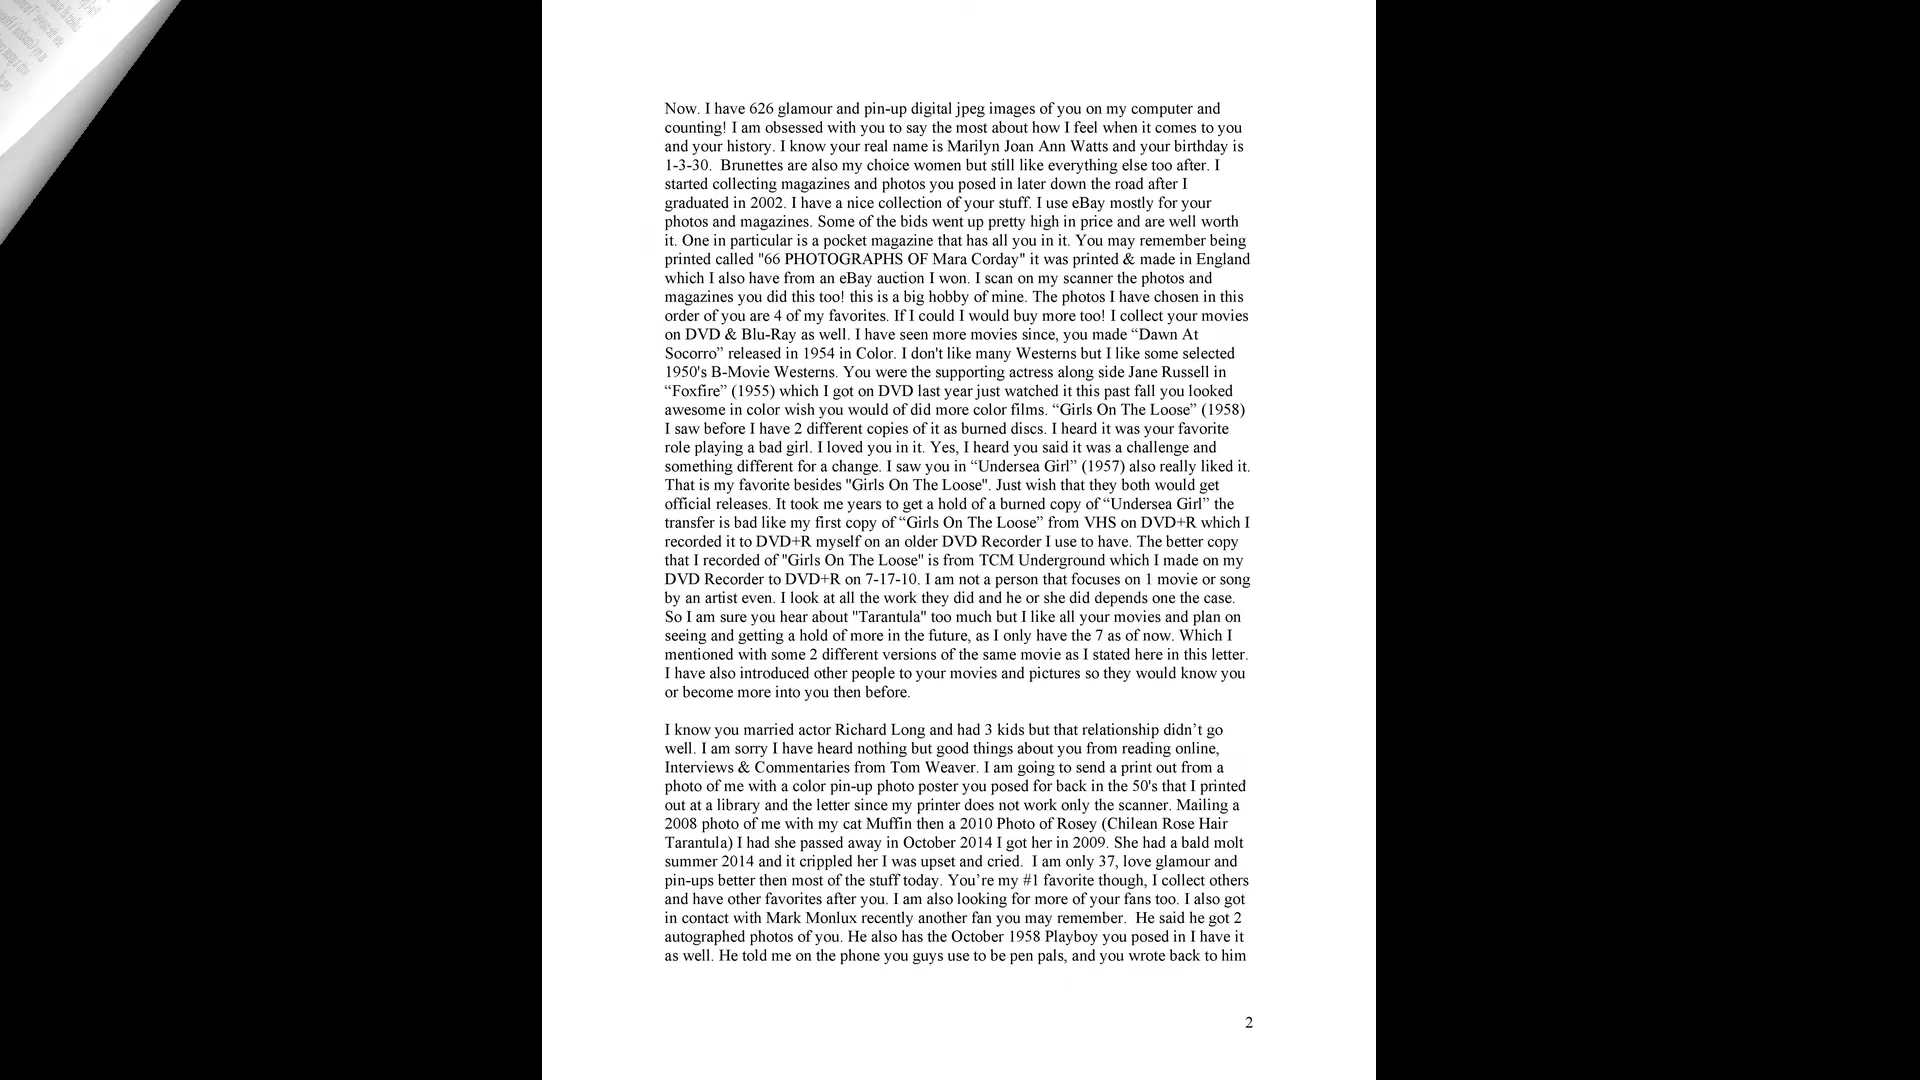 Now. I have 626 glamour and pin-up digital jpeg images of you on my computer and
counting! I am obsessed with you to say the most about how I feel when it comes to you
and your history. I know your real name is Marilyn Joan Ann Watts and your birthday is
1-3-30.  Brunettes are also my choice women but still like everything else too after. I
started collecting magazines and photos you posed in later down the road after I
graduated in 2002. I have a nice collection of your stuff. I use eBay mostly for your
photos and magazines. Some of the bids went up pretty high in price and are well worth
it. One in particular is a pocket magazine that has all you in it. You may remember being
printed called "66 PHOTOGRAPHS OF Mara Corday" it was printed & made in England
which I also have from an eBay auction I won. I scan on my scanner the photos and
magazines you did this too! this is a big hobby of mine. The photos I have chosen in this
order of you are 4 of my favorites. If I could I would buy more too! I collect your movies
on DVD & Blu-Ray as well. I have seen more movies since, you made “Dawn At
Socorro” released in 1954 in Color. I don't like many Westerns but I like some selected
1950's B-Movie Westerns. You were the supporting actress along side Jane Russell in
“Foxfire” (1955) which I got on DVD last year just watched it this past fall you looked
awesome in color wish you would of did more color films. “Girls On The Loose” (1958)
I saw before I have 2 different copies of it as burned discs. I heard it was your favorite
role playing a bad girl. I loved you in it. Yes, I heard you said it was a challenge and
something different for a change. I saw you in “Undersea Girl” (1957) also really liked it.
That is my favorite besides "Girls On The Loose". Just wish that they both would get
official releases. It took me years to get a hold of a burned copy of “Undersea Girl” the
transfer is bad like my first copy of “Girls On The Loose” from VHS on DVD+R which I
recorded it to DVD+R myself on an older DVD Recorder I use to have. The better copy
that I recorded of "Girls On The Loose" is from TCM Underground which I made on my
DVD Recorder to DVD+R on 7-17-10. I am not a person that focuses on 1 movie or song
by an artist even. I look at all the work they did and he or she did depends one the case.
So I am sure you hear about "Tarantula" too much but I like all your movies and plan on
seeing and getting a hold of more in the future, as I only have the 7 as of now. Which I
mentioned with some 2 different versions of the same movie as I stated here in this letter.
I have also introduced other people to your movies and pictures so they would know you
or become more into you then before.

I know you married actor Richard Long and had 3 kids but that relationship didn’t go
well. I am sorry I have heard nothing but good things about you from reading online,
Interviews & Commentaries from Tom Weaver. I am going to send a print out from a
photo of me with a color pin-up photo poster you posed for back in the 50's that I printed
out at a library and the letter since my printer does not work only the scanner. Mailing a
2008 photo of me with my cat Muffin then a 2010 Photo of Rosey (Chilean Rose Hair
Tarantula) I had she passed away in October 2014 I got her in 2009. She had a bald molt
summer 2014 and it crippled her I was upset and cried.  I am only 37, love glamour and
pin-ups better then most of the stuff today. You’re my #1 favorite though, I collect others
and have other favorites after you. I am also looking for more of your fans too. I also got
in contact with Mark Monlux recently another fan you may remember.  He said he got 2
autographed photos of you. He also has the October 1958 Playboy you posed in I have it
as well. He told me on the phone you guys use to be pen pals, and you wrote back to him
2